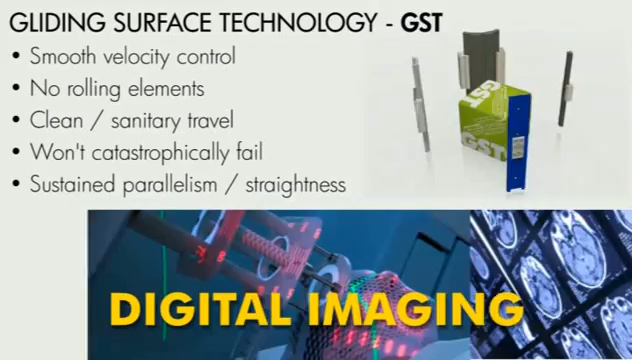 GLIDING SURFACE TECHNOLOGY - GST
• Smooth velocity control
• No rolling elements
• Clean / sanitary travel
• Won't catastrophically fail
• Sustained parallelism / straightness
GST
GST
DIGITAL IMAGING